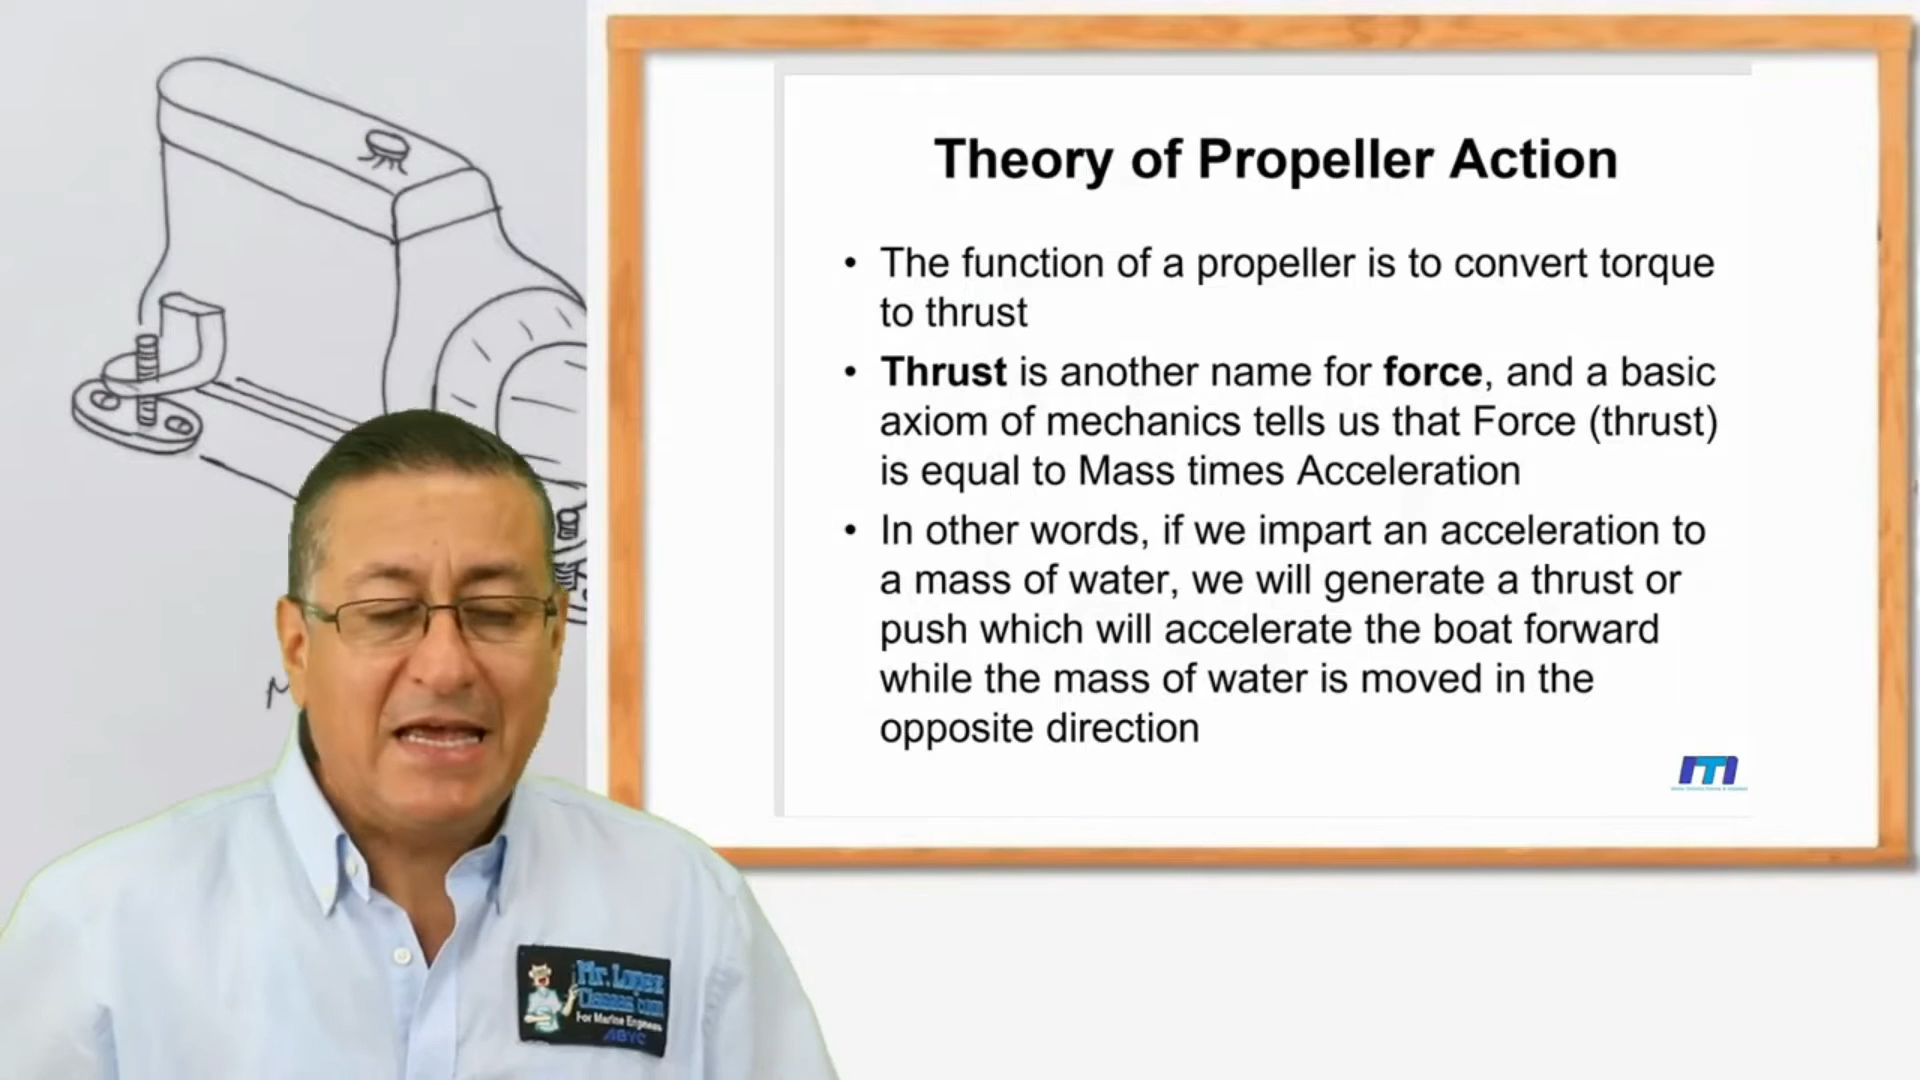 Theory of Propeller Action
• The function of a propeller is to convert torque
to thrust
• Thrust is another name for force, and a basic
axiom of mechanics tells us that Force (thrust)
is equal to Mass times Acceleration
• In other words, if we impart an acceleration to
a mass of water, we will generate a thrust or
push which will accelerate the boat forward
while the mass of water is moved in the
opposite direction
ITI
Mr. Lopez
Classes.com
For Marine Engines
ABYC